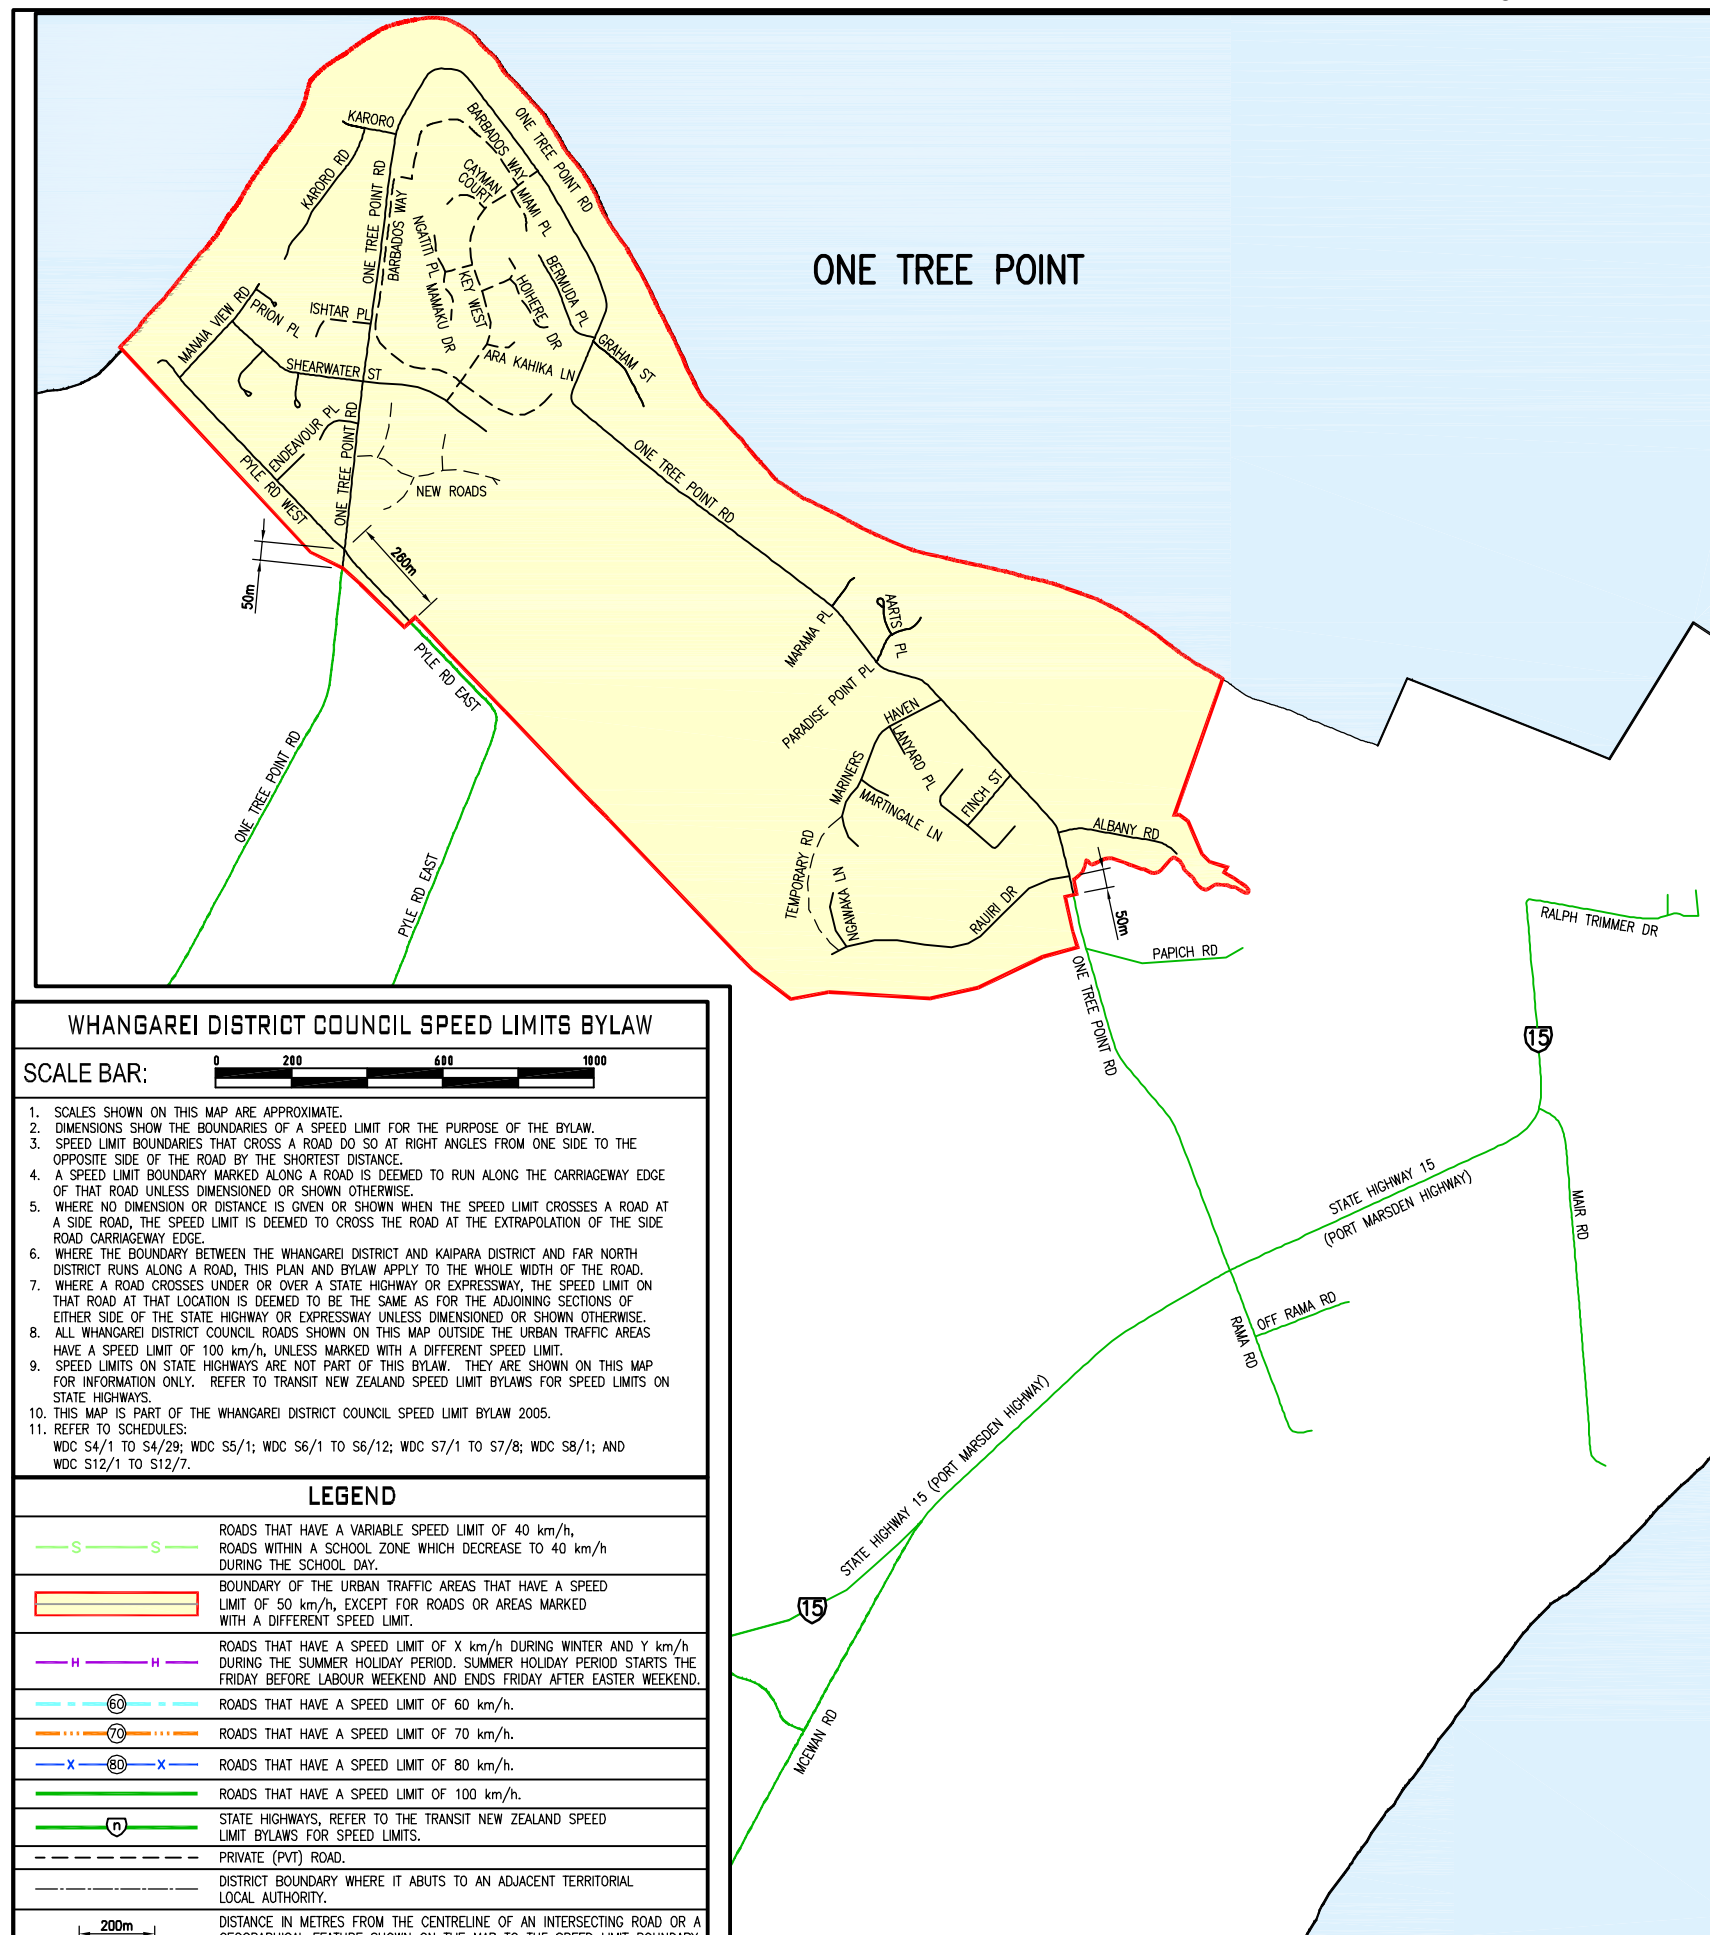 KARORO
KARORO RD
ONE TREE POINT RD
BARBADOS WAY
BARBADOS WAY
ONE TREE POINT RD
CAYMAN
COURT
MIAMI PL
NGATITI PL
MAMAKU DR
KEY WEST
HOIHERE DR
BERMUDA PL
GRAHAM ST
ARA KAHIKA LN
ONE TREE POINT
MANAIA VIEW RD
PRION PL
ISHTAR PL
SHEARWATER ST
ENDEAVOUR PL
ONE TREE POINT RD
PYLE RD WEST
NEW ROADS
50m
260m
ONE TREE POINT RD
MARAMA PL
AARTS PL
PARADISE POINT PL
PYLE RD EAST
ONE TREE POINT RD
PYLE RD EAST
HAVEN
LANYARD PL
MARINERS
MARTINGALE LN
FINCH ST
ALBANY RD
TEMPORARY RD
NGAWAKA LN
RAUIRI DR
50m
PAPICH RD
RALPH TRIMMER DR
ONE TREE POINT RD
15
STATE HIGHWAY 15
(PORT MARSDEN HIGHWAY)
MAIR RD
OFF RAMA RD
RAMA RD
STATE HIGHWAY 15 (PORT MARSDEN HIGHWAY)
15
MCEWAN RD
WHANGAREI DISTRICT COUNCIL SPEED LIMITS BYLAW
SCALE BAR:
0 200 600 1000
1. SCALES SHOWN ON THIS MAP ARE APPROXIMATE.
2. DIMENSIONS SHOW THE BOUNDARIES OF A SPEED LIMIT FOR THE PURPOSE OF THE BYLAW.
3. SPEED LIMIT BOUNDARIES THAT CROSS A ROAD DO SO AT RIGHT ANGLES FROM ONE SIDE TO THE
OPPOSITE SIDE OF THE ROAD BY THE SHORTEST DISTANCE.
4. A SPEED LIMIT BOUNDARY MARKED ALONG A ROAD IS DEEMED TO RUN ALONG THE CARRIAGEWAY EDGE
OF THAT ROAD UNLESS DIMENSIONED OR SHOWN OTHERWISE.
5. WHERE NO DIMENSION OR DISTANCE IS GIVEN OR SHOWN WHEN THE SPEED LIMIT CROSSES A ROAD AT
A SIDE ROAD, THE SPEED LIMIT IS DEEMED TO CROSS THE ROAD AT THE EXTRAPOLATION OF THE SIDE
ROAD CARRIAGEWAY EDGE.
6. WHERE THE BOUNDARY BETWEEN THE WHANGAREI DISTRICT AND KAIPARA DISTRICT AND FAR NORTH
DISTRICT RUNS ALONG A ROAD, THIS PLAN AND BYLAW APPLY TO THE WHOLE WIDTH OF THE ROAD.
7. WHERE A ROAD CROSSES UNDER OR OVER A STATE HIGHWAY OR EXPRESSWAY, THE SPEED LIMIT ON
THAT ROAD AT THAT LOCATION IS DEEMED TO BE THE SAME AS FOR THE ADJOINING SECTIONS OF
EITHER SIDE OF THE STATE HIGHWAY OR EXPRESSWAY UNLESS DIMENSIONED OR SHOWN OTHERWISE.
8. ALL WHANGAREI DISTRICT COUNCIL ROADS SHOWN ON THIS MAP OUTSIDE THE URBAN TRAFFIC AREAS
HAVE A SPEED LIMIT OF 100 km/h, UNLESS MARKED WITH A DIFFERENT SPEED LIMIT.
9. SPEED LIMITS ON STATE HIGHWAYS ARE NOT PART OF THIS BYLAW. THEY ARE SHOWN ON THIS MAP
FOR INFORMATION ONLY. REFER TO TRANSIT NEW ZEALAND SPEED LIMIT BYLAWS FOR SPEED LIMITS ON
STATE HIGHWAYS.
10. THIS MAP IS PART OF THE WHANGAREI DISTRICT COUNCIL SPEED LIMIT BYLAW 2005.
11. REFER TO SCHEDULES:
WDC S4/1 TO S4/29; WDC S5/1; WDC S6/1 TO S6/12; WDC S7/1 TO S7/8; WDC S8/1; AND
WDC S12/1 TO S12/7.
LEGEND
S S ROADS THAT HAVE A VARIABLE SPEED LIMIT OF 40 km/h,
ROADS WITHIN A SCHOOL ZONE WHICH DECREASE TO 40 km/h
DURING THE SCHOOL DAY.
BOUNDARY OF THE URBAN TRAFFIC AREAS THAT HAVE A SPEED
LIMIT OF 50 km/h, EXCEPT FOR ROADS OR AREAS MARKED
WITH A DIFFERENT SPEED LIMIT.
H H ROADS THAT HAVE A SPEED LIMIT OF X km/h DURING WINTER AND Y km/h
DURING THE SUMMER HOLIDAY PERIOD. SUMMER HOLIDAY PERIOD STARTS THE
FRIDAY BEFORE LABOUR WEEKEND AND ENDS FRIDAY AFTER EASTER WEEKEND.
60 ROADS THAT HAVE A SPEED LIMIT OF 60 km/h.
70 ROADS THAT HAVE A SPEED LIMIT OF 70 km/h.
X 80 X ROADS THAT HAVE A SPEED LIMIT OF 80 km/h.
ROADS THAT HAVE A SPEED LIMIT OF 100 km/h.
n STATE HIGHWAYS, REFER TO THE TRANSIT NEW ZEALAND SPEED
LIMIT BYLAWS FOR SPEED LIMITS.
PRIVATE (PVT) ROAD.
DISTRICT BOUNDARY WHERE IT ABUTS TO AN ADJACENT TERRITORIAL
LOCAL AUTHORITY.
200m DISTANCE IN METRES FROM THE CENTRELINE OF AN INTERSECTING ROAD OR A
GEOGRAPHICAL FEATURE SHOWN ON THE MAP TO THE SPEED LIMIT BOUNDARY